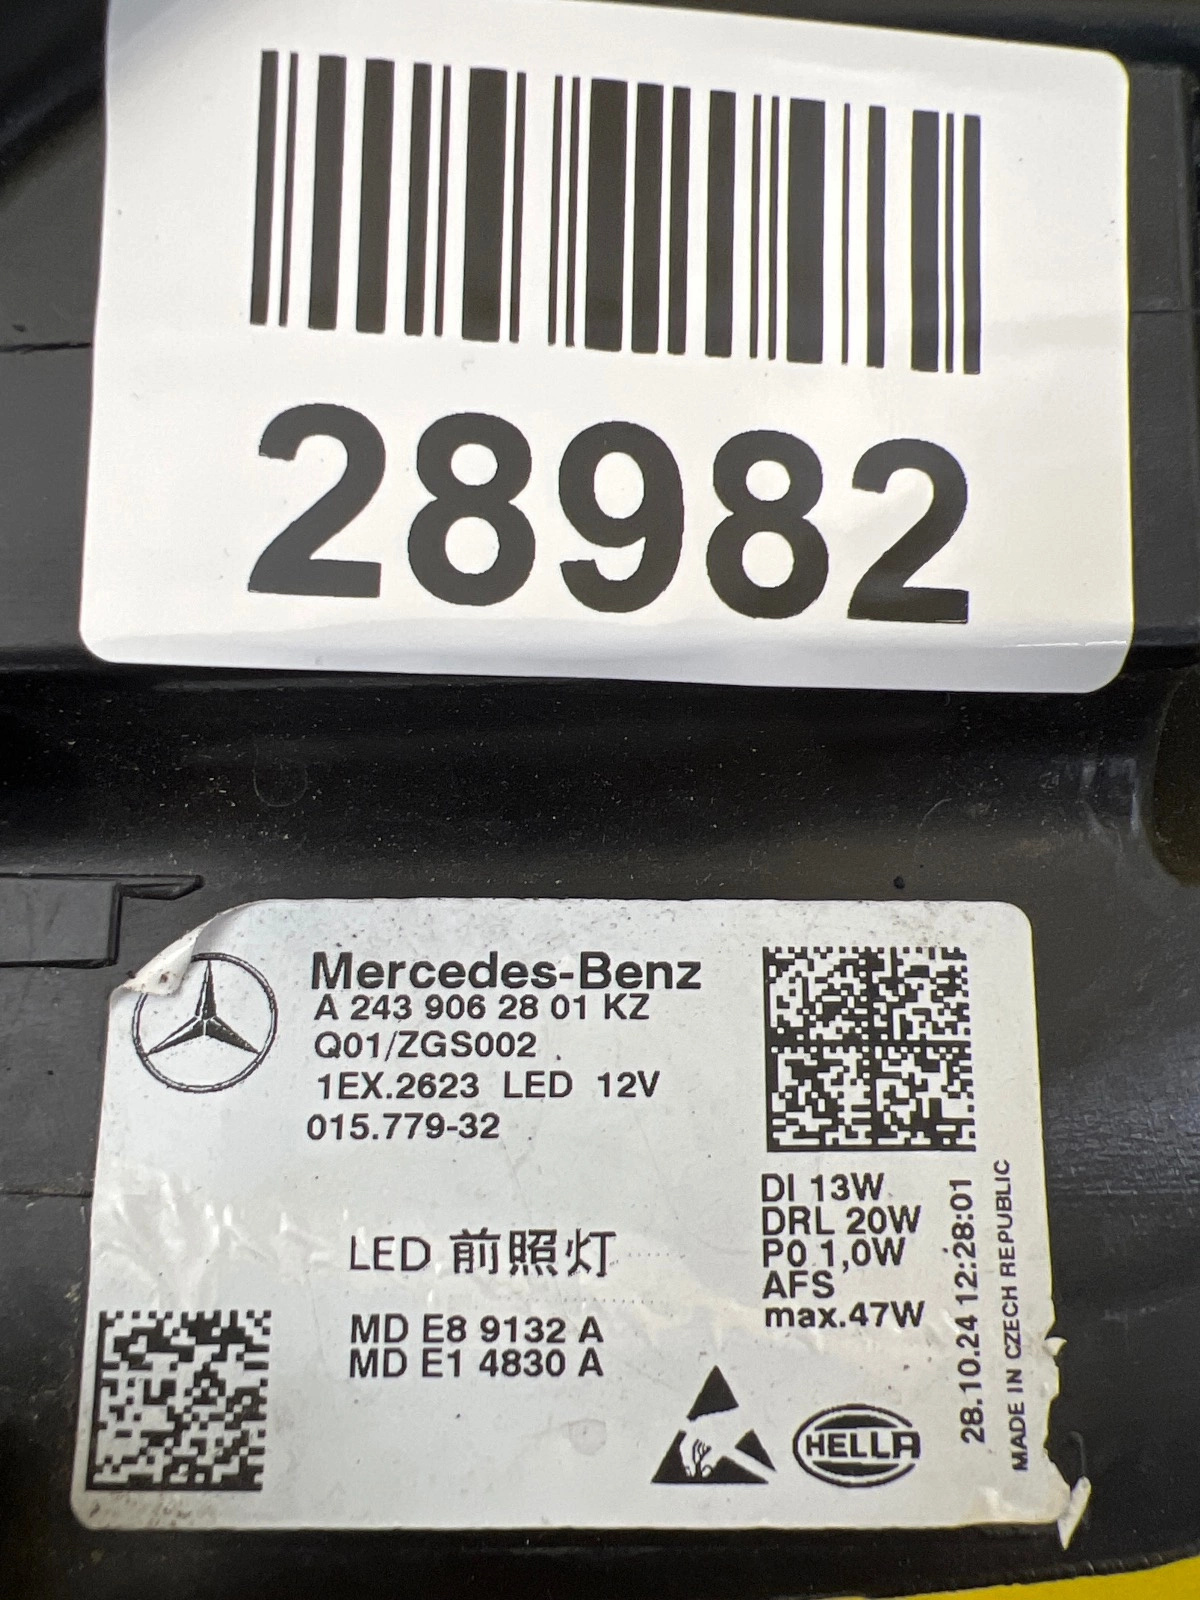 28982
Mercedes-Benz
A 243 906 28 01 KZ
Q01/ZGS002
1EX.2623 LED 12V
015.779-32
LED 前照灯
MD E8 9132 A
MD E1 4830 A
DI 13W
DRL 20W
P0 1,0W
AFS
max.47W
HELLA
28.10.24 12:28:01
MADE IN CZECH REPUBLIC